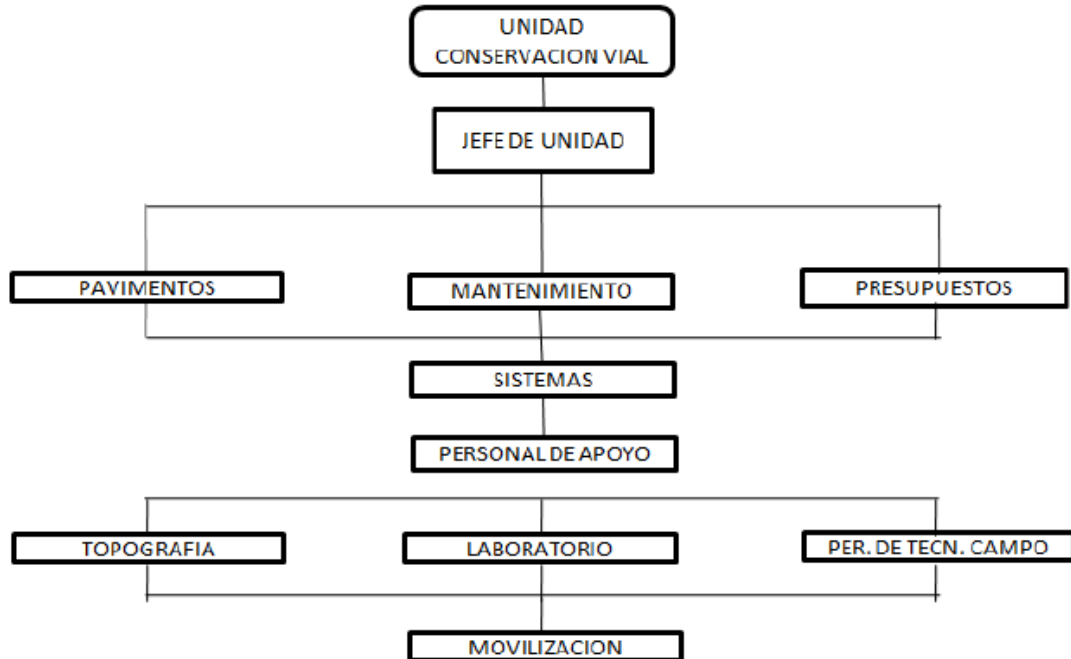 UNIDAD
CONSERVACION VIAL
JEFE DE UNIDAD
PAVIMENTOS
MANTENIMIENTO
PRESUPUESTOS
SISTEMAS
PERSONAL DE APOYO
TOPOGRAFIA
LABORATORIO
PER. DE TECN. CAMPO
MOVILIZACION